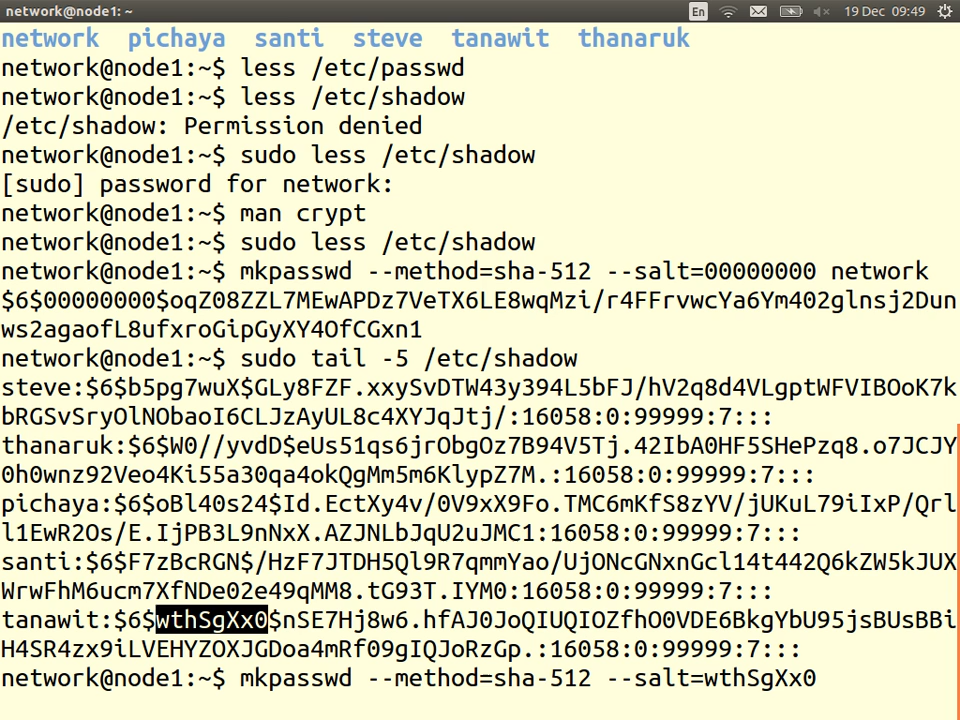 network@node1: ~ En 19 Dec 09:49
network pichaya santi steve tanawit thanaruk
network@node1:~$ less /etc/passwd
network@node1:~$ less /etc/shadow
/etc/shadow: Permission denied
network@node1:~$ sudo less /etc/shadow
[sudo] password for network:
network@node1:~$ man crypt
network@node1:~$ sudo less /etc/shadow
network@node1:~$ mkpasswd --method=sha-512 --salt=00000000 network
$6$00000000$oqZ08ZZL7MEwAPDz7VeTX6LE8wqMzi/r4FFrvwcYa6Ym402glnsj2Dun
ws2agaofL8ufxroGipGyXY4OfCGxn1
network@node1:~$ sudo tail -5 /etc/shadow
steve:$6$b5pg7wuX$GLy8FZF.xxySvDTW43y394L5bFJ/hV2q8d4VLgptWFVIBOoK7k
bRGSvSryOlNObaoI6CLJzAyUL8c4XYJqJtj/:16058:0:99999:7:::
thanaruk:$6$W0//yvdD$eUs51qs6jrObgOz7B94V5Tj.42IbA0HF5SHePzq8.o7JCJY
0h0wnz92Veo4Ki55a30qa4okQgMm5m6KlypZ7M.:16058:0:99999:7:::
pichaya:$6$oBl40s24$Id.EctXy4v/0V9xX9Fo.TMC6mKfS8zYV/jUKuL79iIxP/Qrl
l1EwR2Os/E.IjPB3L9nNxX.AZJNLbJqU2uJMC1:16058:0:99999:7:::
santi:$6$F7zBcRGN$/HzF7JTDH5Ql9R7qmmYao/UjONcGNxnGcl14t442Q6kZW5kJUX
WrwFhM6ucm7XfNDe02e49qMM8.tG93T.IYM0:16058:0:99999:7:::
tanawit:$6$wthSgXx0$nSE7Hj8w6.hfAJ0JoQIUQIOZfhO0VDE6BkgYbU95jsBUsBBi
H4SR4zx9iLVEHYZOXJGDoa4mRf09gIQJoRzGp.:16058:0:99999:7:::
network@node1:~$ mkpasswd --method=sha-512 --salt=wthSgXx0